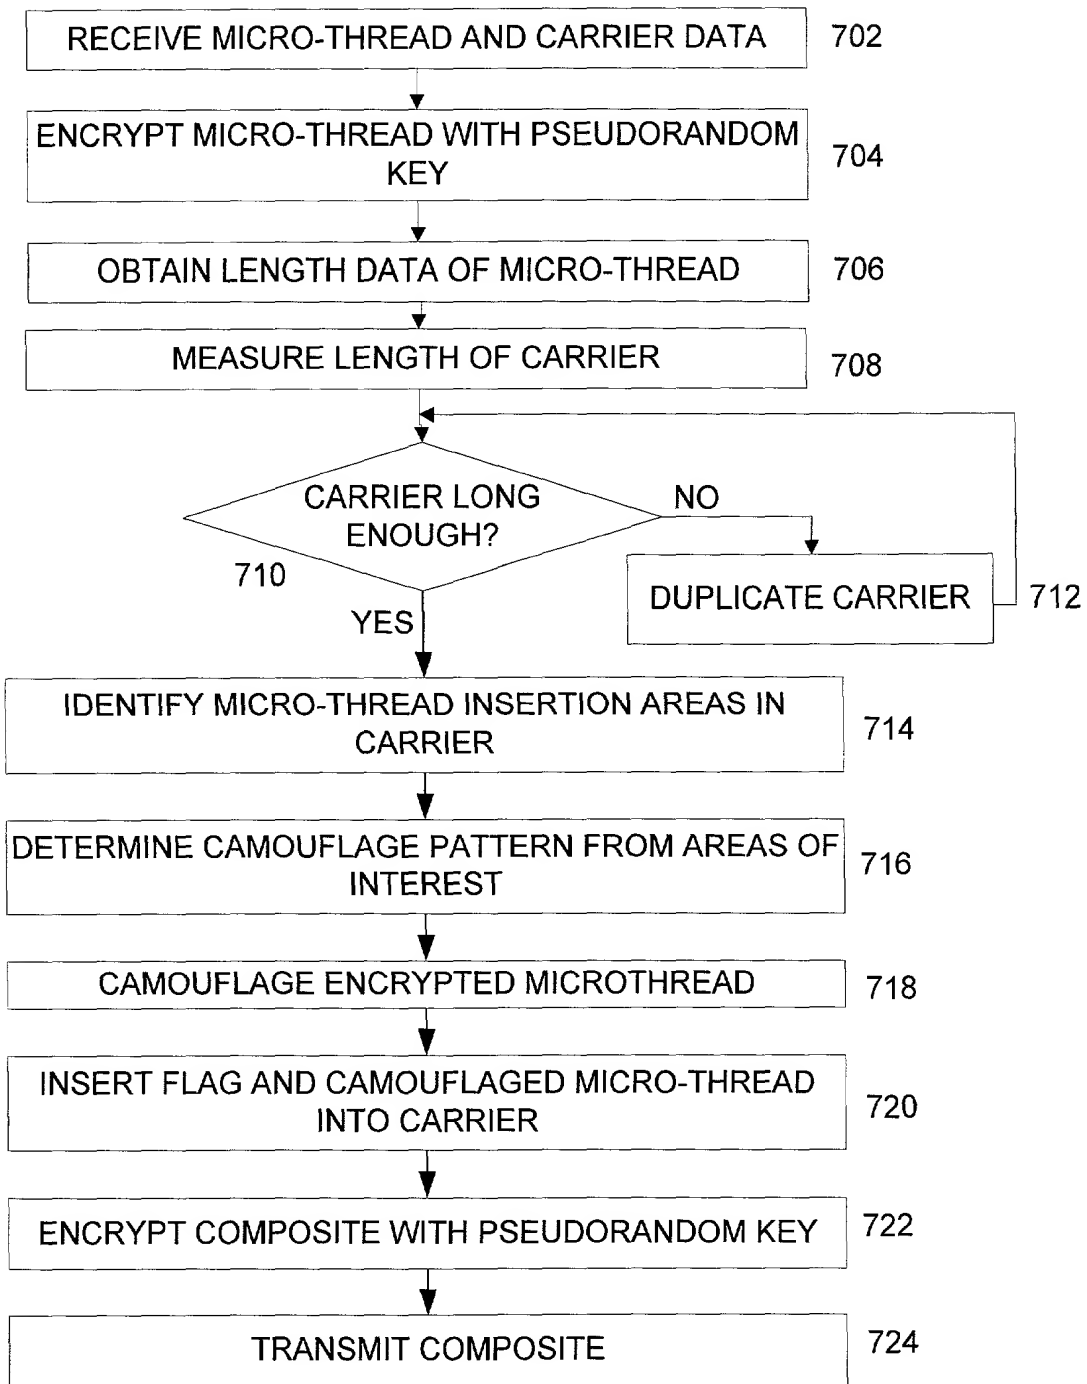 RECEIVE MICRO-THREAD AND CARRIER DATA 702
ENCRYPT MICRO-THREAD WITH PSEUDORANDOM
KEY
704
OBTAIN LENGTH DATA OF MICRO-THREAD 706
MEASURE LENGTH OF CARRIER 708
CARRIER LONG
ENOUGH?
NO
710
DUPLICATE CARRIER 712
YES
IDENTIFY MICRO-THREAD INSERTION AREAS IN
CARRIER
714
DETERMINE CAMOUFLAGE PATTERN FROM AREAS OF
INTEREST
716
CAMOUFLAGE ENCRYPTED MICROTHREAD 718
INSERT FLAG AND CAMOUFLAGED MICRO-THREAD
INTO CARRIER
720
ENCRYPT COMPOSITE WITH PSEUDORANDOM KEY 722
TRANSMIT COMPOSITE 724